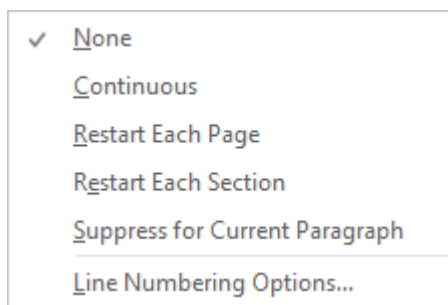 None
Continuous
Restart Each Page
Restart Each Section
Suppress for Current Paragraph
Line Numbering Options...